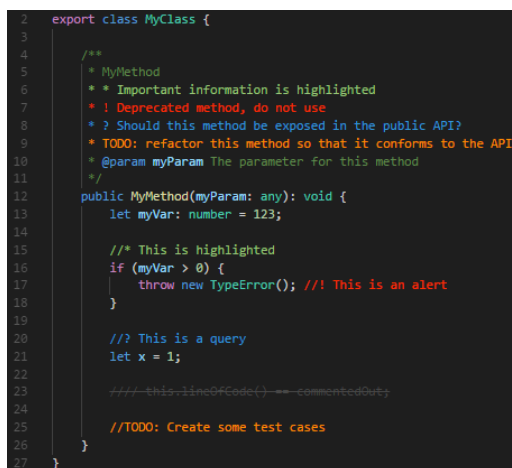 2 export class MyClass {
3
4 /**
5 * MyMethod
6 * * Important information is highlighted
7 * ! Deprecated method, do not use
8 * ? Should this method be exposed in the public API?
9 * TODO: refactor this method so that it conforms to the API
10 * @param myParam The parameter for this method
11 */
12 public MyMethod(myParam: any): void {
13 let myVar: number = 123;
14
15 //* This is highlighted
16 if (myVar > 0) {
17 throw new TypeError(); //! This is an alert
18 }
19
20 //? This is a query
21 let x = 1;
22
23 //// this.lineOfCode() == commentedOut;
24
25 //TODO: Create some test cases
26 }
27 }